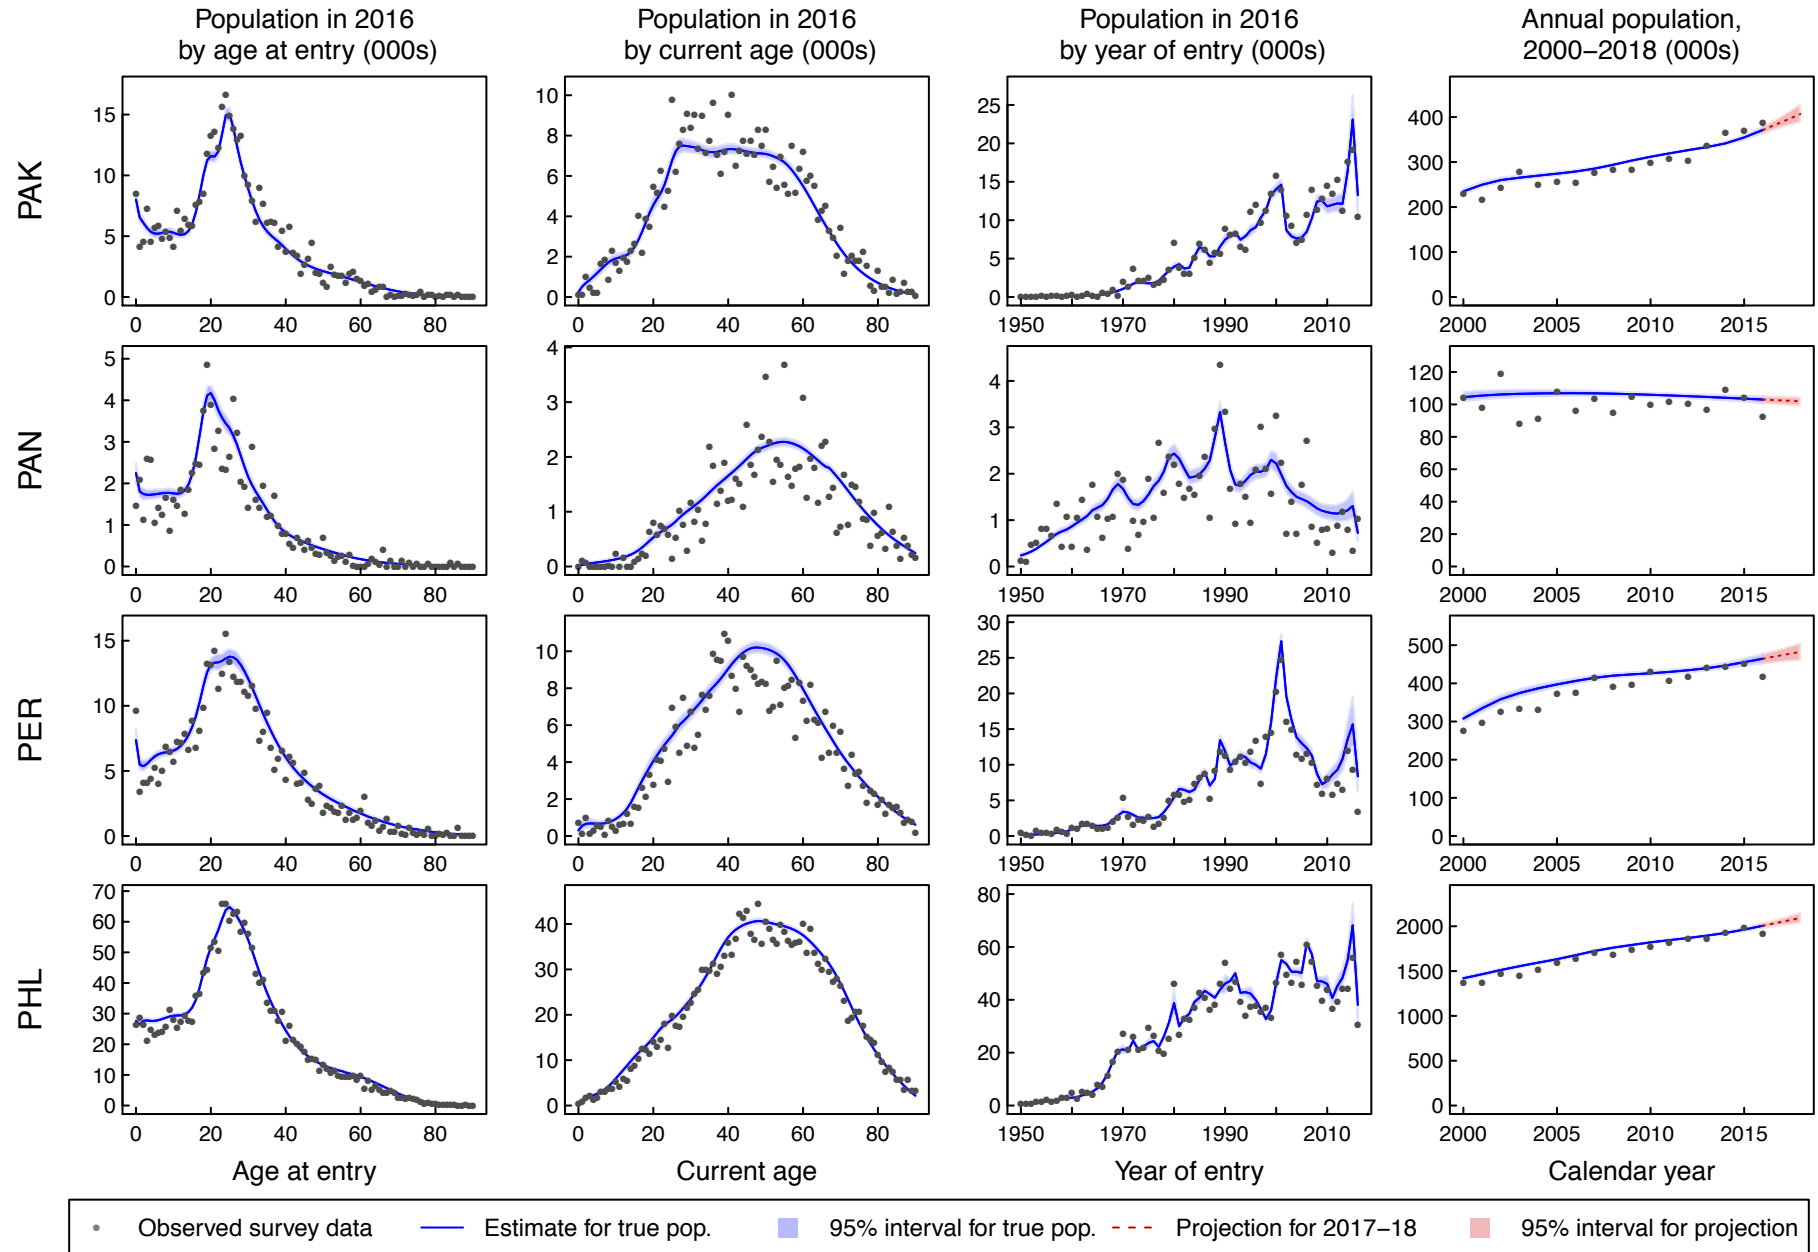 Population in 2016 by age at entry (000s)
Population in 2016 by current age (000s)
Population in 2016 by year of entry (000s)
Annual population, 2000−2018 (000s)
PAK
0 5 10 15
0 20 40 60 80
0 2 4 6 8 10
0 20 40 60 80
0 5 10 15 20 25
1950 1970 1990 2010
0 100 200 300 400
2000 2005 2010 2015
PAN
0 1 2 3 4 5
0 20 40 60 80
0 1 2 3 4
0 20 40 60 80
0 1 2 3 4
1950 1970 1990 2010
0 20 40 60 80 100 120
2000 2005 2010 2015
PER
0 5 10 15
0 20 40 60 80
0 2 4 6 8 10
0 20 40 60 80
0 5 10 15 20 25 30
1950 1970 1990 2010
0 100 200 300 400 500
2000 2005 2010 2015
PHL
0 10 20 30 40 50 60 70
0 20 40 60 80
0 10 20 30 40
0 20 40 60 80
0 20 40 60 80
1950 1970 1990 2010
0 500 1000 1500 2000
2000 2005 2010 2015
Age at entry
Current age
Year of entry
Calendar year
Observed survey data
Estimate for true pop.
95% interval for true pop.
Projection for 2017−18
95% interval for projection